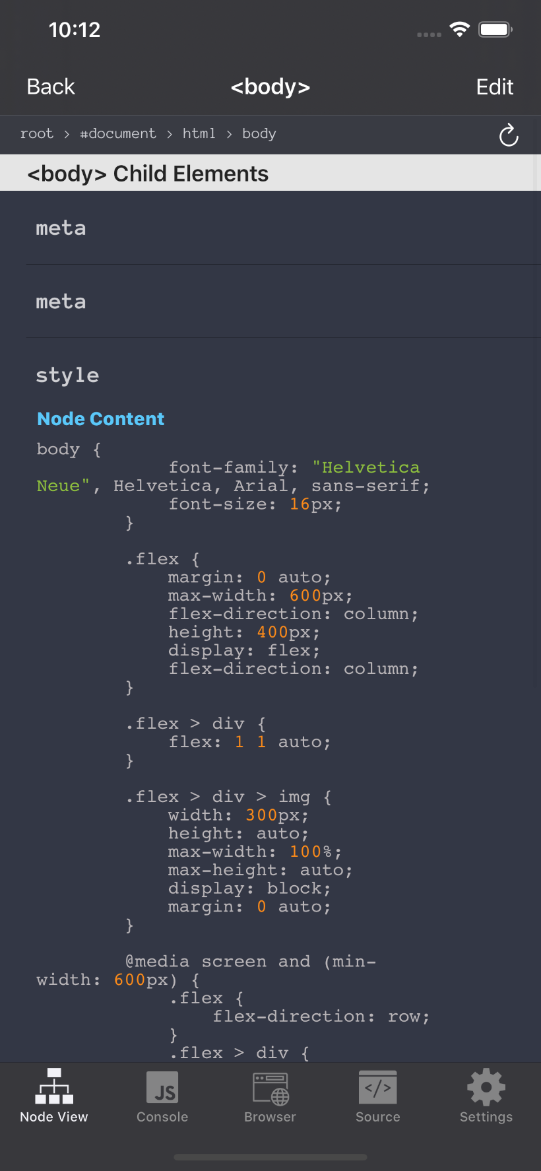 10:12
Back <body> Edit
root > #document > html > body
<body> Child Elements
meta
meta
style
Node Content
body {
font-family: "Helvetica
Neue", Helvetica, Arial, sans-serif;
font-size: 16px;
}
.flex {
margin: 0 auto;
max-width: 600px;
flex-direction: column;
height: 400px;
display: flex;
flex-direction: column;
}
.flex > div {
flex: 1 1 auto;
}
.flex > div > img {
width: 300px;
height: auto;
max-width: 100%;
max-height: auto;
display: block;
margin: 0 auto;
}
@media screen and (min-
width: 600px) {
.flex {
flex-direction: row;
}
.flex > div {
JS </>
Node View Console Browser Source Settings